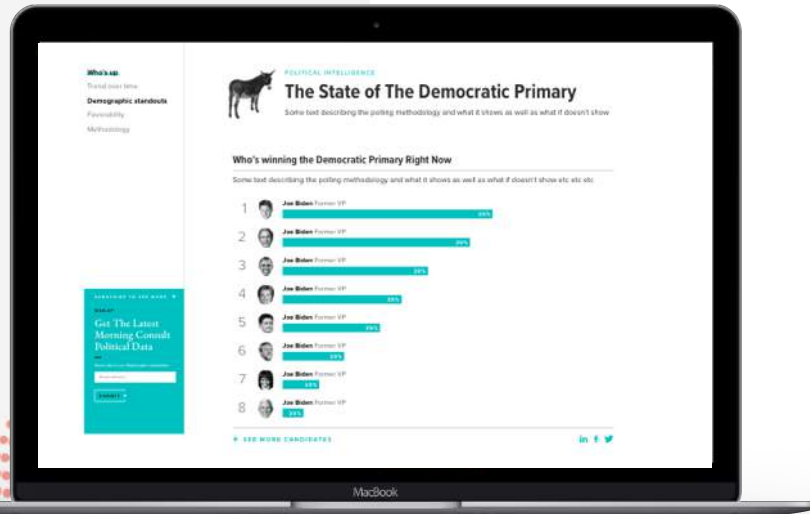 Who's up
Trend over time
Demographic standouts
Favorability
Methodology
POLITICAL INTELLIGENCE
The State of The Democratic Primary
Some text describing the polling methodology and what it shows as well as what if doesn't show
Who's winning the Democratic Primary Right Now
Some text describing the polling methodology and what it shows as well as what if doesn't show etc etc etc
1 Joe Biden Former VP
2 Joe Biden Former VP
3 Joe Biden Former VP
4 Joe Biden Former VP
5 Joe Biden Former VP
6 Joe Biden Former VP
7 Joe Biden Former VP
8 Joe Biden Former VP
SUBSCRIBE TO SEE MORE
Get The Latest
Morning Consult
Political Data
SUBMIT
+ SEE MORE CANDIDATES
in f
MacBook